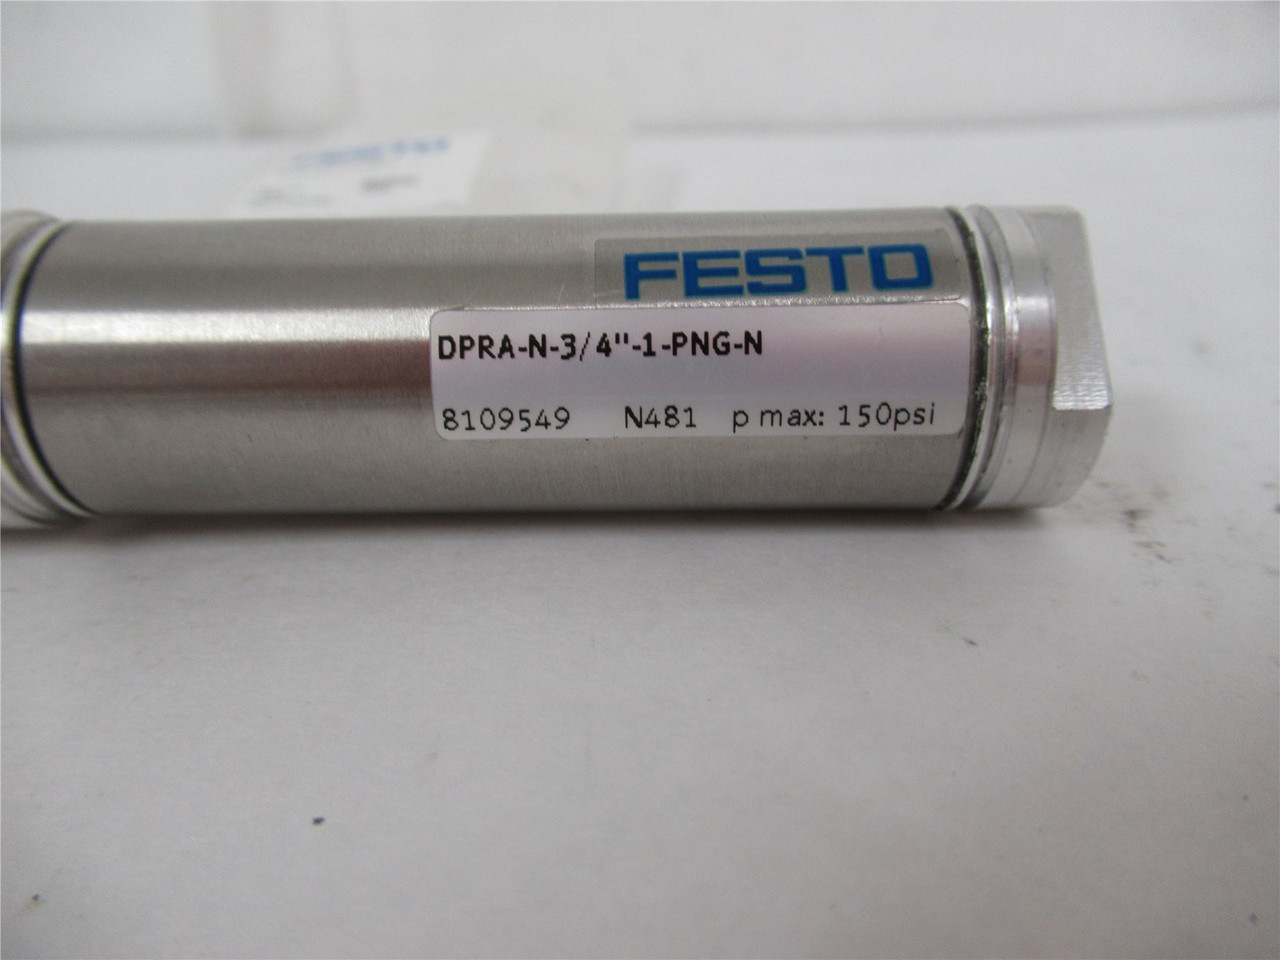 FESTO
DPRA-N-3/4"-1-PNG-N
8109549 N481 p max: 150psi